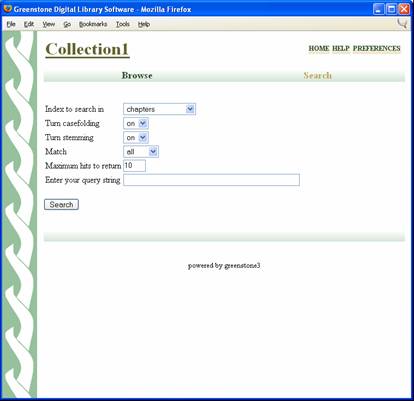 Greenstone Digital Library Software - Mozilla Firefox
File Edit View Go Bookmarks Tools Help
Collection1
HOME HELP PREFERENCES
Browse Search
Index to search in chapters
Turn casefolding on
Turn stemming on
Match all
Maximum hits to return 10
Enter your query string
Search
powered by greenstone3